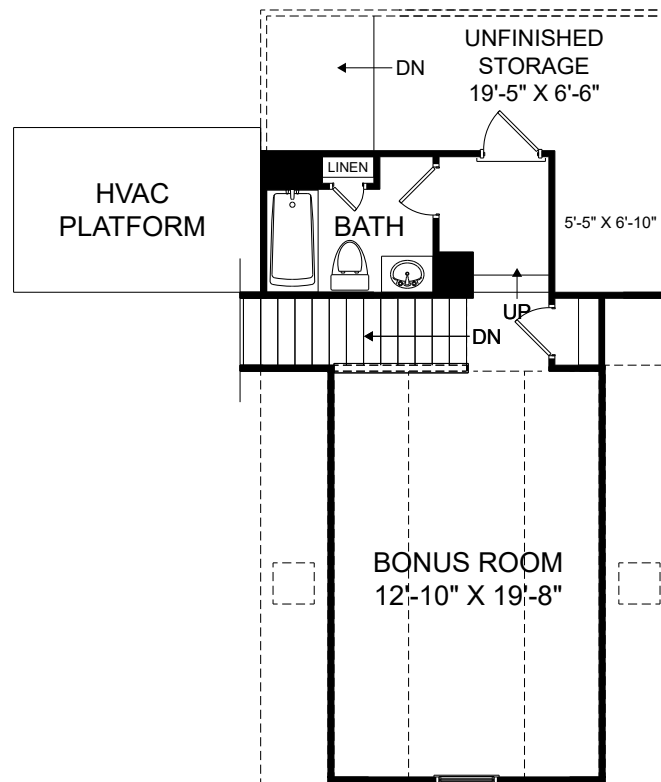 UNFINISHED
STORAGE
19'-5" X 6'-6"
DN
LINEN
HVAC
PLATFORM
BATH
5'-5" X 6'-10"
UP
DN
BONUS ROOM
12'-10" X 19'-8"